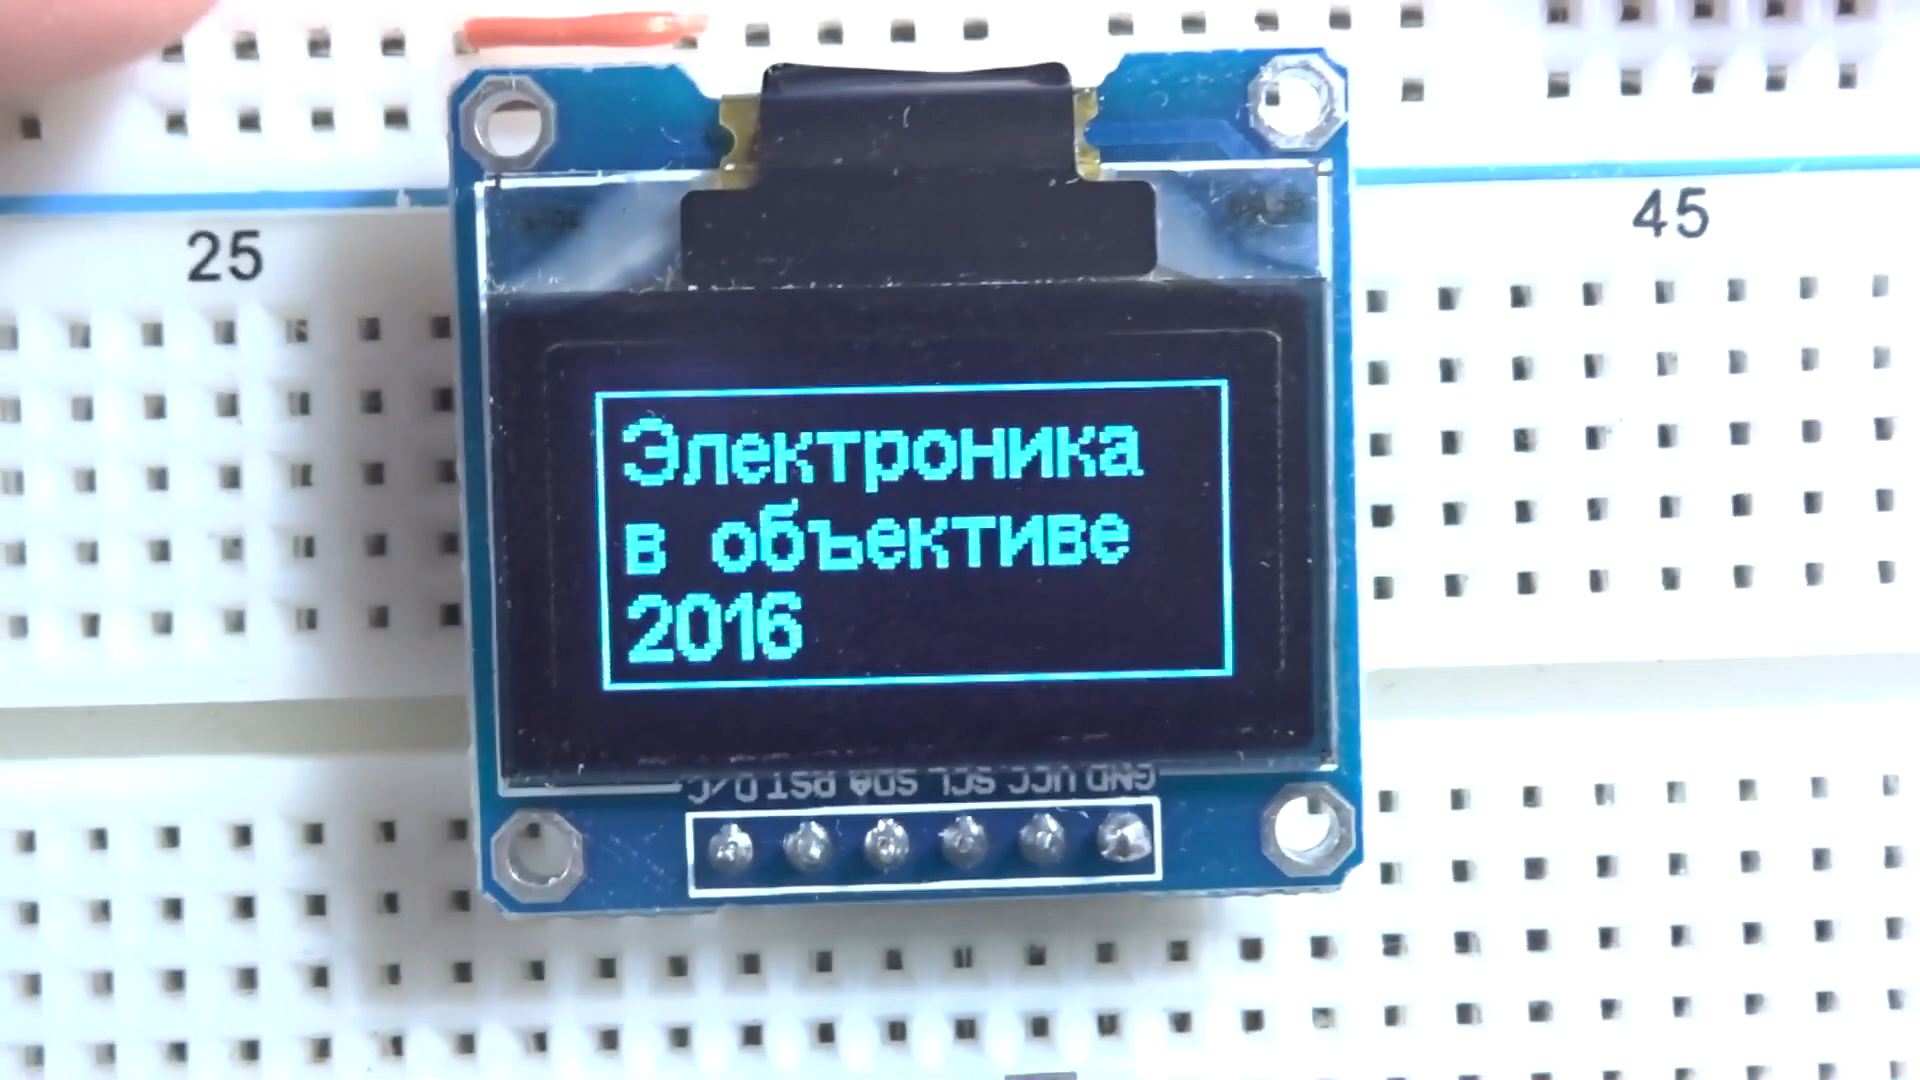 25
45
Электроника
в объективе
2016
GND VCC SCL SDA RST D/C